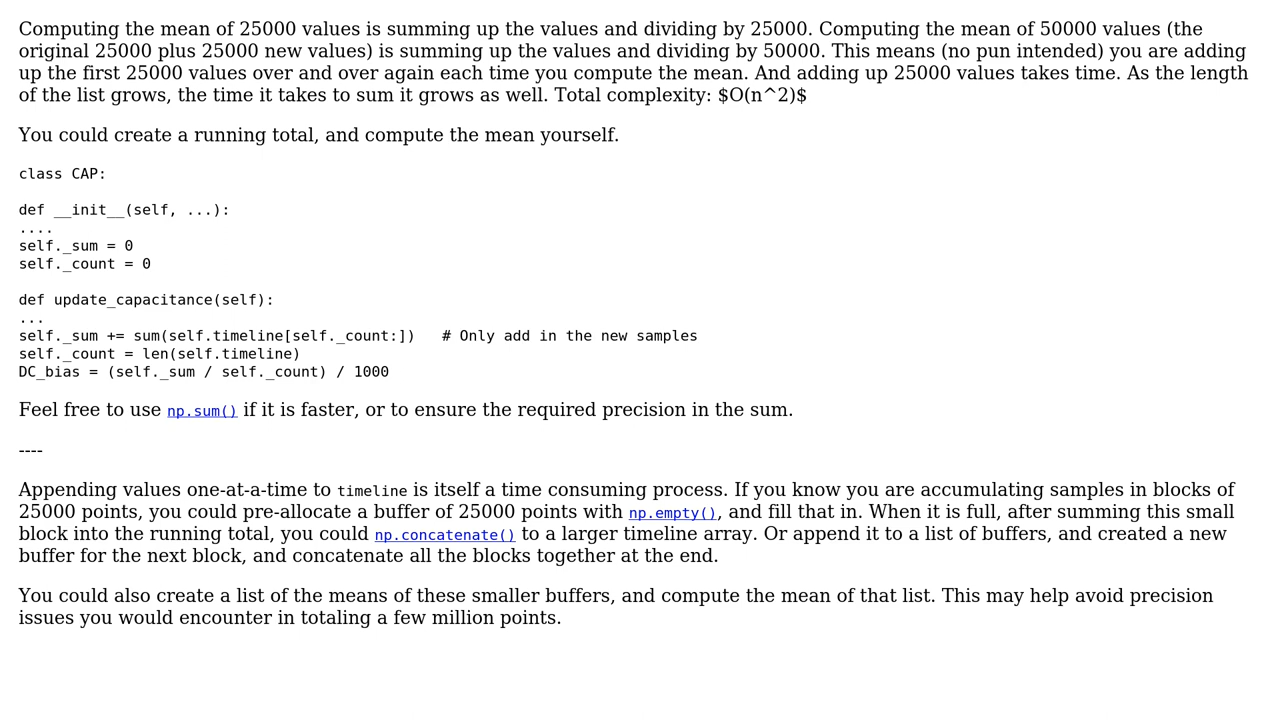 Computing the mean of 25000 values is summing up the values and dividing by 25000. Computing the mean of 50000 values (the
original 25000 plus 25000 new values) is summing up the values and dividing by 50000. This means (no pun intended) you are adding
up the first 25000 values over and over again each time you compute the mean. And adding up 25000 values takes time. As the length
of the list grows, the time it takes to sum it grows as well. Total complexity: $O(n^2)$
You could create a running total, and compute the mean yourself.
class CAP:
def __init__(self, ...):
....
self._sum = 0
self._count = 0
def update_capacitance(self):
...
self._sum += sum(self.timeline[self._count:])   # Only add in the new samples
self._count = len(self.timeline)
DC_bias = (self._sum / self._count) / 1000
Feel free to use np.sum() if it is faster, or to ensure the required precision in the sum.
----
Appending values one-at-a-time to timeline is itself a time consuming process. If you know you are accumulating samples in blocks of
25000 points, you could pre-allocate a buffer of 25000 points with np.empty(), and fill that in. When it is full, after summing this small
block into the running total, you could np.concatenate() to a larger timeline array. Or append it to a list of buffers, and created a new
buffer for the next block, and concatenate all the blocks together at the end.
You could also create a list of the means of these smaller buffers, and compute the mean of that list. This may help avoid precision
issues you would encounter in totaling a few million points.